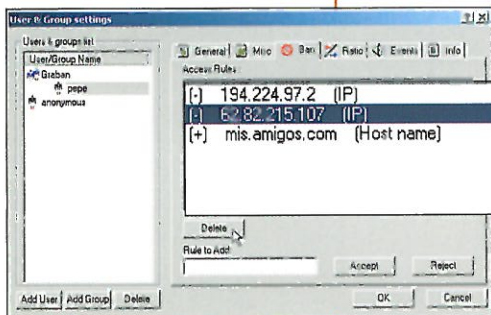 User & Group settings
Users & groups list
User/Group Name
Graban
pepe
anonymous
General Misc Ban Ratio Events Info
Access Rules
(-) 194.224.97.2 (IP)
(-) 62.82.215.107 (IP)
(+) mis.amigos.com (Host name)
Delete
Rule to Add
Accept Reject
Add User Add Group Delete
OK Cancel